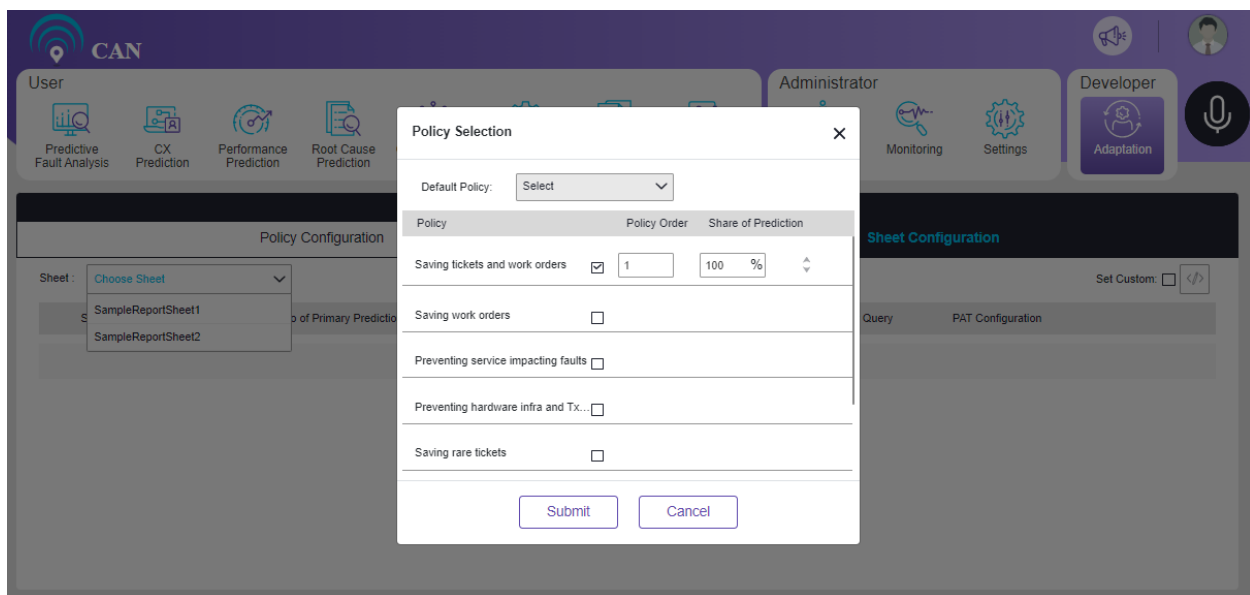 CAN
User
Administrator
Developer
Predictive
Fault Analysis
CX
Prediction
Performance
Prediction
Root Cause
Prediction
Monitoring
Settings
Adaptation
Policy Selection
Default Policy: Select
Policy Policy Order Share of Prediction
Saving tickets and work orders 1 100 %
Saving work orders
Preventing service impacting faults
Preventing hardware infra and Tx...
Saving rare tickets
Submit Cancel
Policy Configuration
Sheet Configuration
Sheet : Choose Sheet
Set Custom: </>
SampleReportSheet1
SampleReportSheet2
of Primary Predictio
Query
PAT Configuration